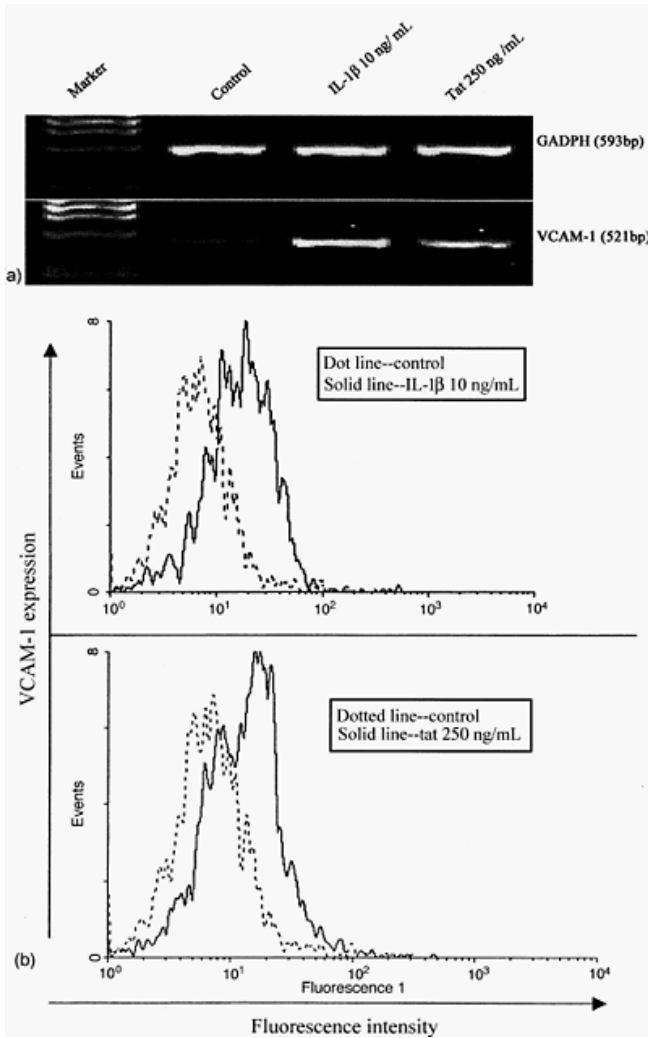 Marker
Control
IL-1β 10 ng/ mL
Tat 250 ng /mL
GADPH (593bp)
VCAM-1 (521bp)
a)
8
Dot line--control
Solid line--IL-1β 10 ng/mL
Events
0
10⁰ 10¹ 10² 10³ 10⁴
VCAM-1 expression
8
Dotted line--control
Solid line--tat 250 ng/mL
Events
0
(b)
10⁰ 10¹ 10² 10³ 10⁴
Fluorescence 1
Fluorescence intensity